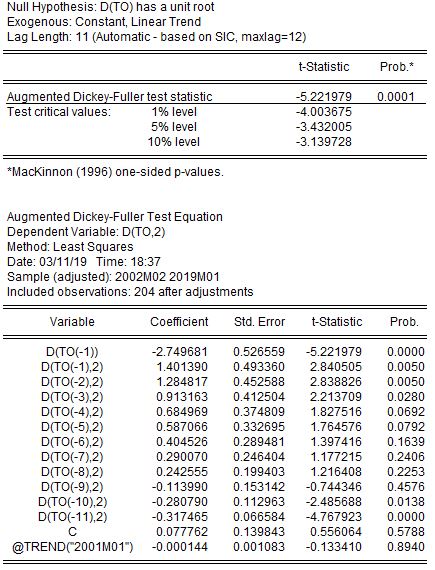 Null Hypothesis: D(TO) has a unit root
Exogenous: Constant, Linear Trend
Lag Length: 11 (Automatic - based on SIC, maxlag=12)
t-Statistic Prob.*
Augmented Dickey-Fuller test statistic -5.221979 0.0001
Test critical values: 1% level -4.003675
5% level -3.432005
10% level -3.139728
*MacKinnon (1996) one-sided p-values.
Augmented Dickey-Fuller Test Equation
Dependent Variable: D(TO,2)
Method: Least Squares
Date: 03/11/19 Time: 18:37
Sample (adjusted): 2002M02 2019M01
Included observations: 204 after adjustments
Variable Coefficient Std. Error t-Statistic Prob.
D(TO(-1)) -2.749681 0.526559 -5.221979 0.0000
D(TO(-1),2) 1.401390 0.493360 2.840505 0.0050
D(TO(-2),2) 1.284817 0.452588 2.838826 0.0050
D(TO(-3),2) 0.913163 0.412504 2.213709 0.0280
D(TO(-4),2) 0.684969 0.374809 1.827516 0.0692
D(TO(-5),2) 0.587066 0.332695 1.764576 0.0792
D(TO(-6),2) 0.404526 0.289481 1.397416 0.1639
D(TO(-7),2) 0.290070 0.246404 1.177215 0.2406
D(TO(-8),2) 0.242555 0.199403 1.216408 0.2253
D(TO(-9),2) -0.113990 0.153142 -0.744346 0.4576
D(TO(-10),2) -0.280790 0.112963 -2.485688 0.0138
D(TO(-11),2) -0.317465 0.066584 -4.767923 0.0000
C 0.077762 0.139843 0.556064 0.5788
@TREND("2001M01") -0.000144 0.001083 -0.133410 0.8940